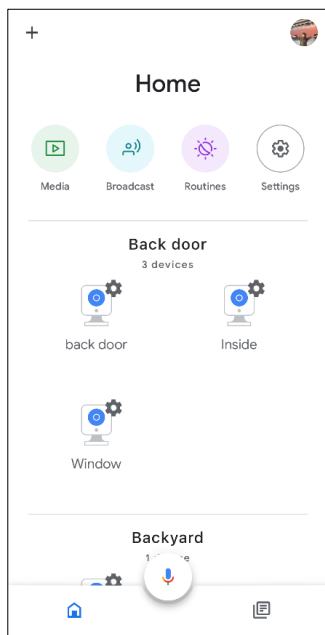 Home
Media Broadcast Routines Settings
Back door
3 devices
back door Inside
Window
Backyard